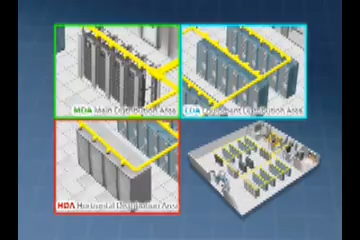 MDA Main Distribution Area
EDA Equipment Distribution Area
HDA Horizontal Distribution Area